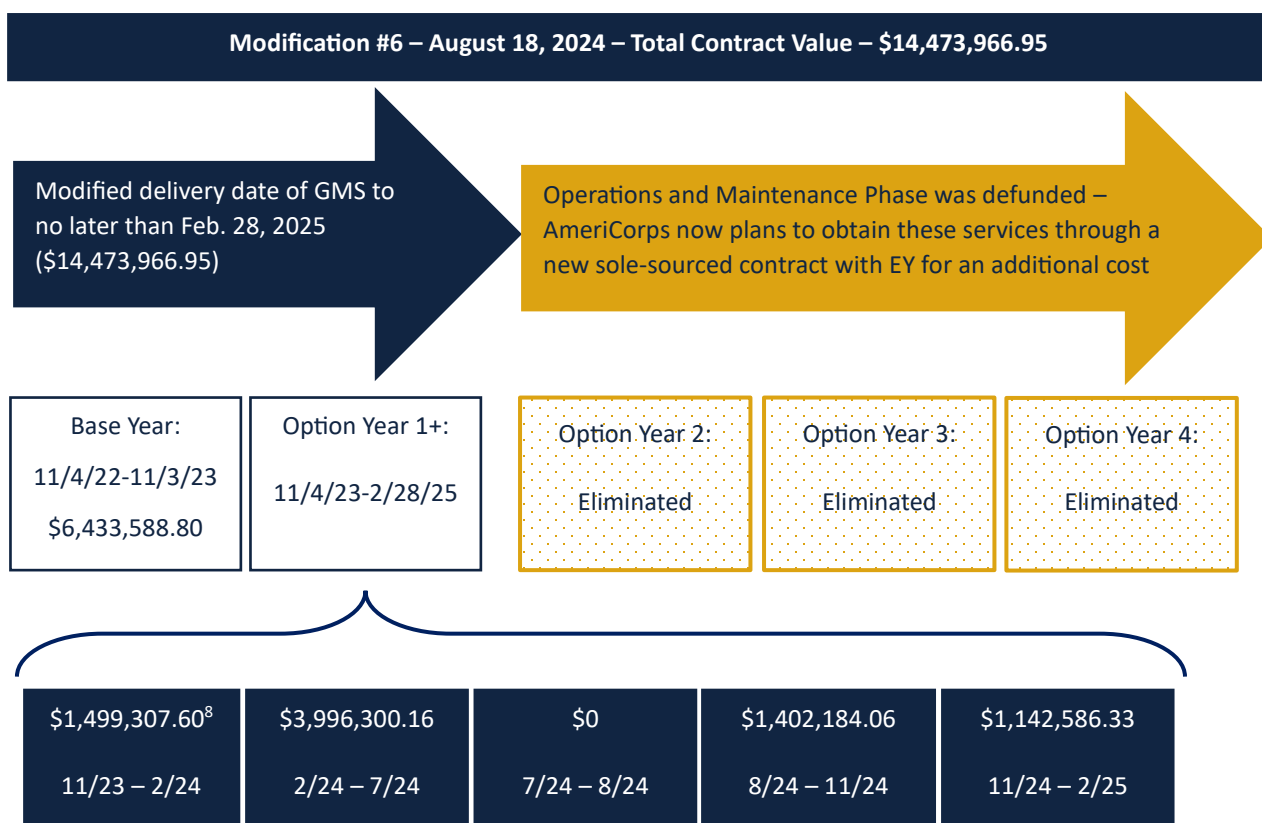 Modification #6 – August 18, 2024 – Total Contract Value – $14,473,966.95
Modified delivery date of GMS to
no later than Feb. 28, 2025
($14,473,966.95)
Operations and Maintenance Phase was defunded –
AmeriCorps now plans to obtain these services through a
new sole-sourced contract with EY for an additional cost
Base Year:
11/4/22-11/3/23
$6,433,588.80
Option Year 1+:
11/4/23-2/28/25
Option Year 2:
Eliminated
Option Year 3:
Eliminated
Option Year 4:
Eliminated
$1,499,307.60⁸
11/23 – 2/24
$3,996,300.16
2/24 – 7/24
$0
7/24 – 8/24
$1,402,184.06
8/24 – 11/24
$1,142,586.33
11/24 – 2/25